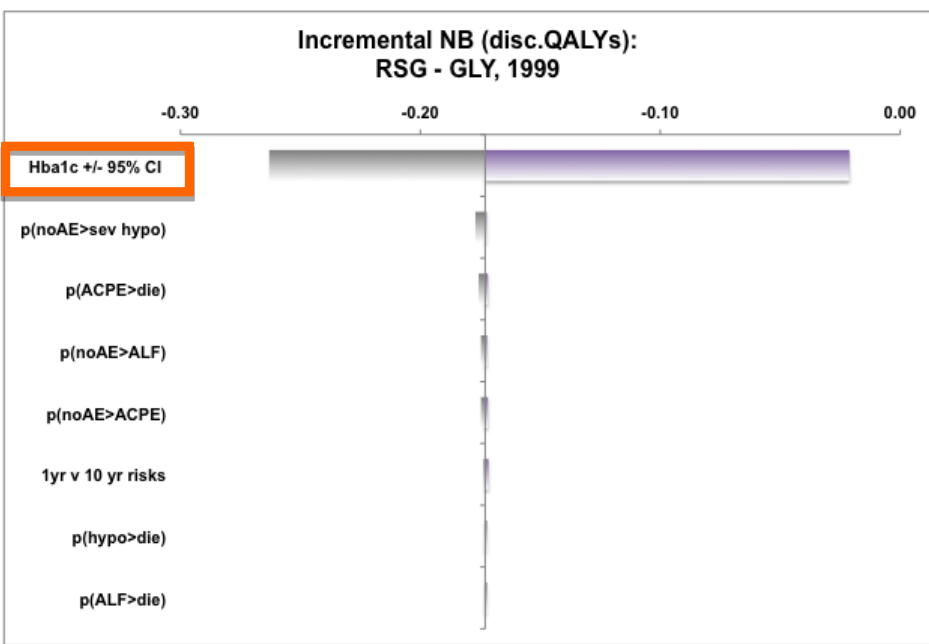 Incremental NB (disc.QALYs):
RSG - GLY, 1999
-0.30 -0.20 -0.10 0.00
Hba1c +/- 95% CI
p(noAE>sev hypo)
p(ACPE>die)
p(noAE>ALF)
p(noAE>ACPE)
1yr v 10 yr risks
p(hypo>die)
p(ALF>die)